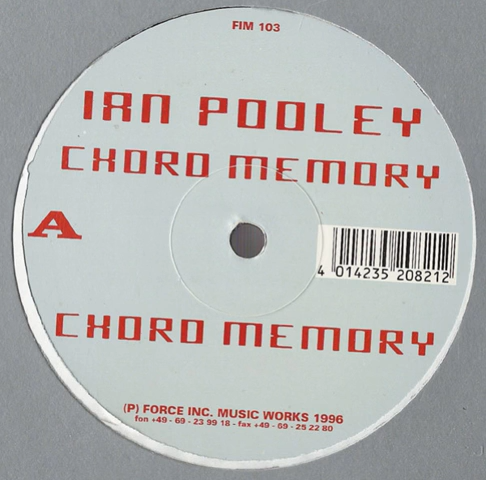 FIM 103
IAN POOLEY
CHORD MEMORY
A
4 014235 208212
CHORD MEMORY
(P) FORCE INC. MUSIC WORKS 1996
fon +49 - 69 - 23 99 18 - fax +49 - 69 - 25 22 80